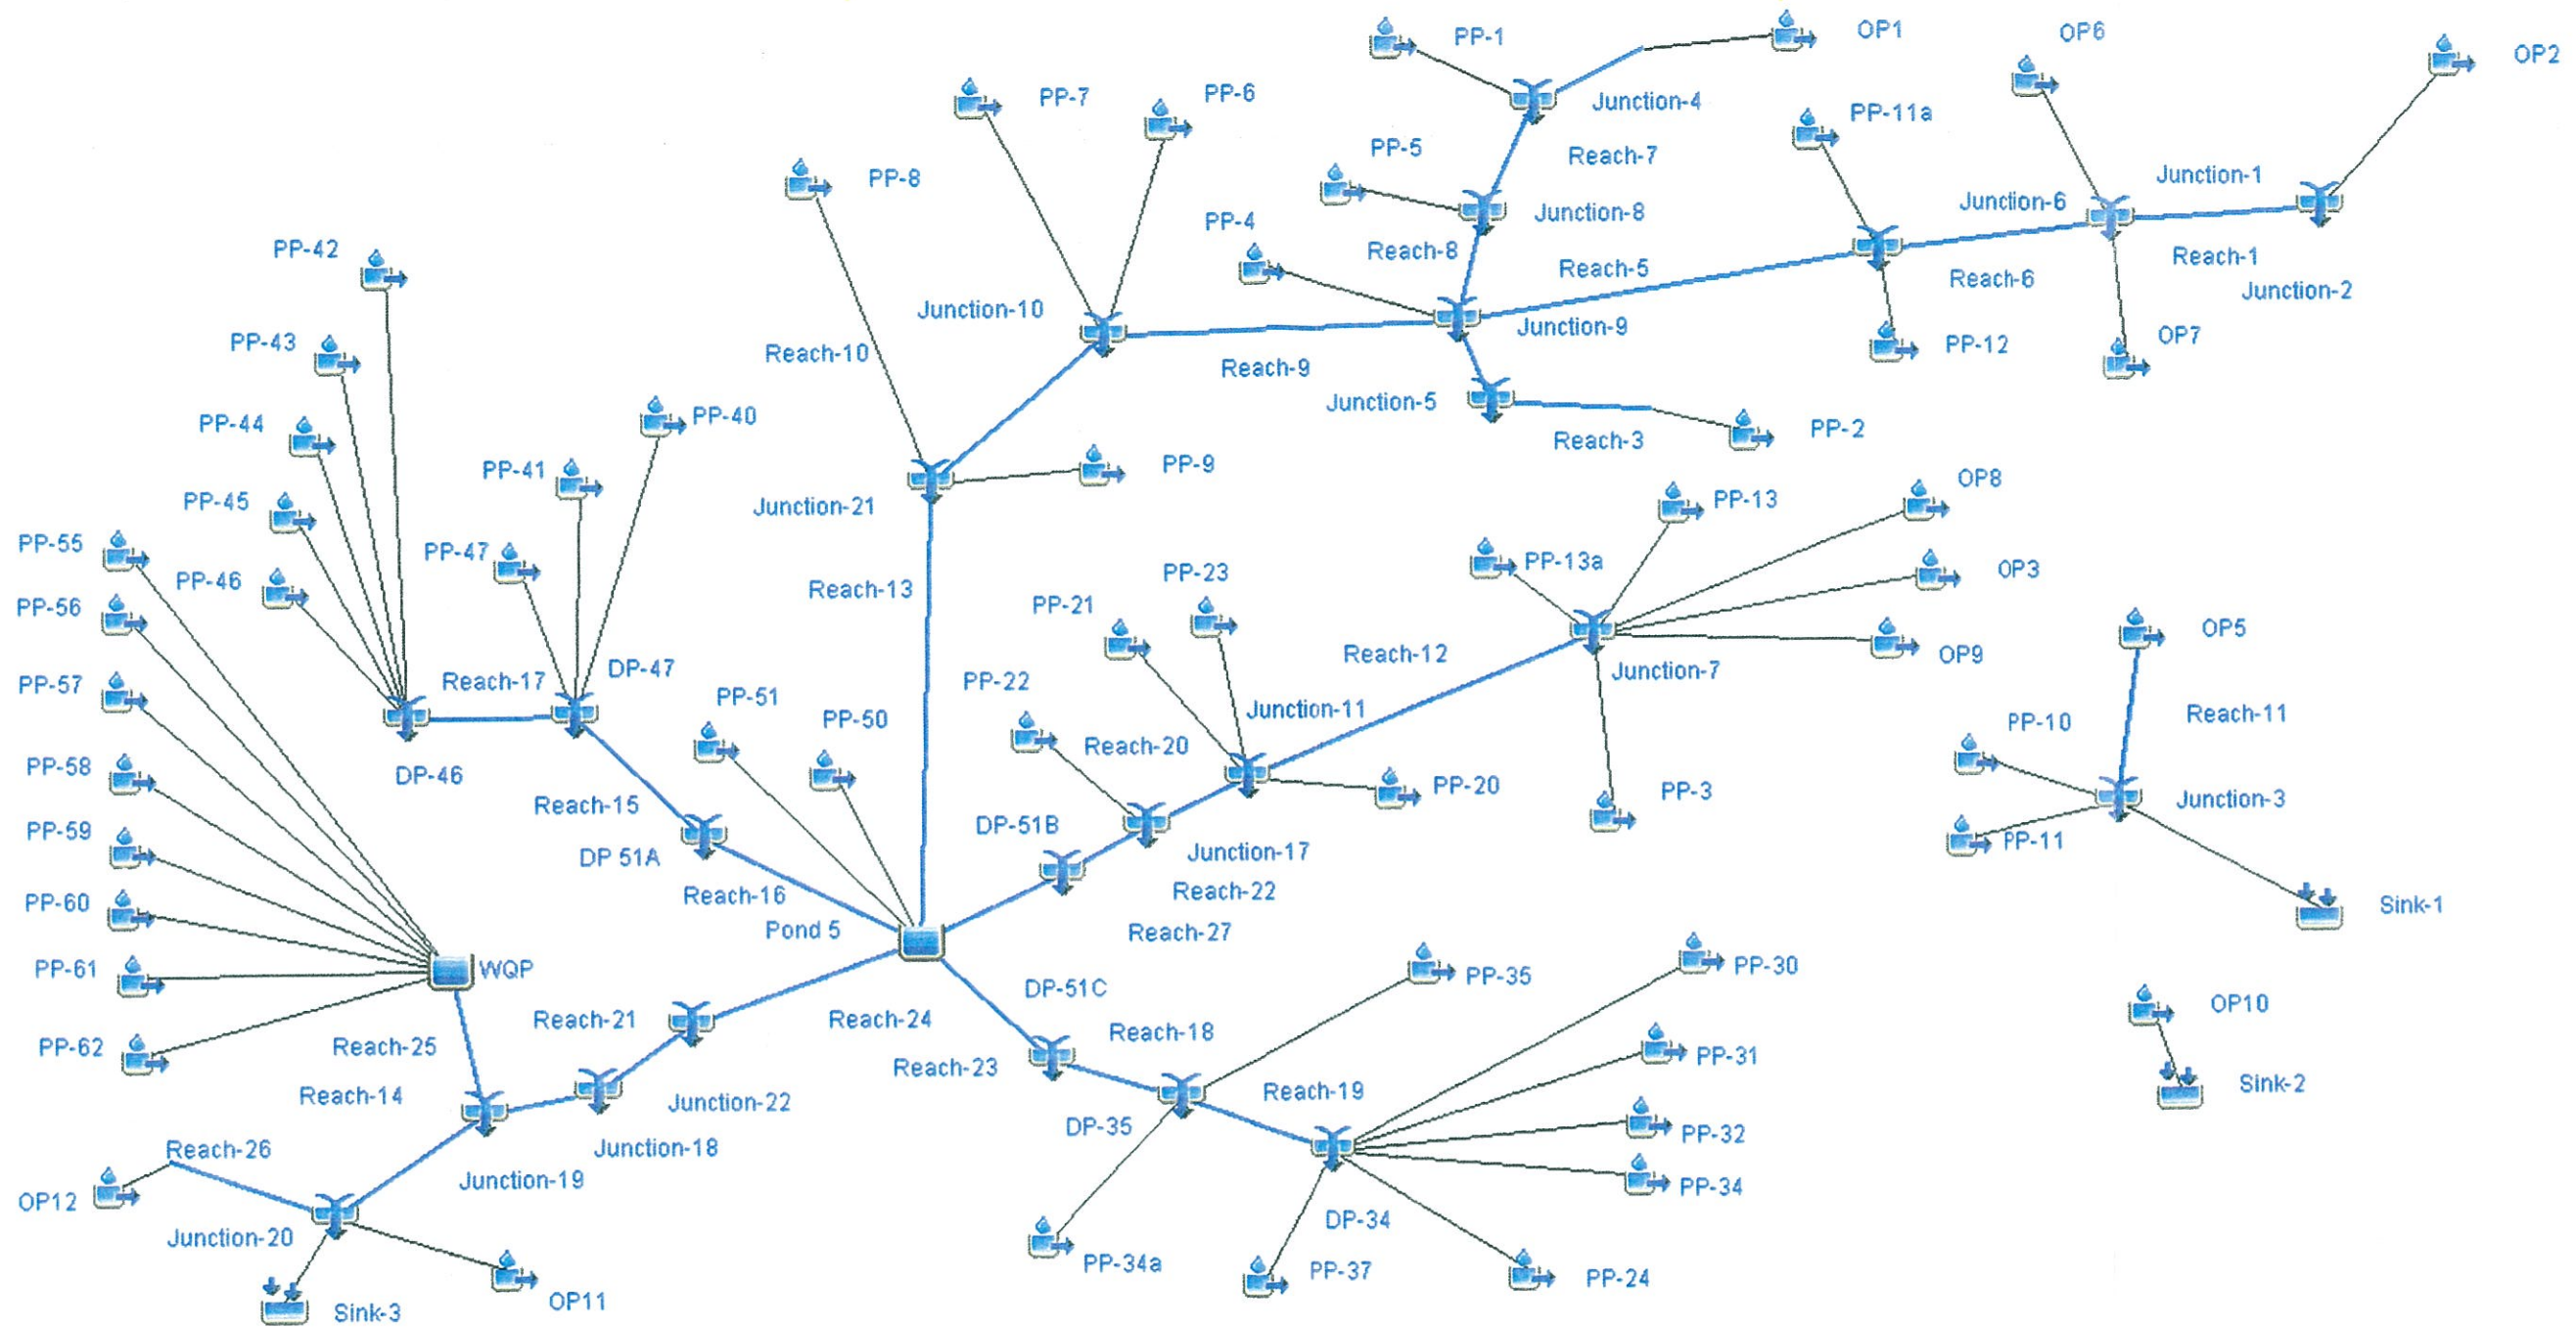 PP-1
OP1
OP6
OP2
PP-7
PP-6
Junction-4
PP-11a
PP-5
Reach-7
PP-8
Junction-1
Junction-6
PP-4
Junction-8
PP-42
Reach-8
Reach-5
Reach-1
Reach-6
Junction-2
Junction-10
Junction-9
PP-43
PP-12
OP7
Reach-10
Reach-9
Junction-5
PP-44
PP-40
Reach-3
PP-2
PP-41
PP-9
OP8
PP-45
Junction-21
PP-13
PP-55
PP-47
PP-13a
OP3
PP-46
PP-23
Reach-13
PP-56
PP-21
OP5
Reach-12
OP9
DP-47
Junction-7
PP-57
Reach-17
PP-22
PP-51
Junction-11
Reach-11
PP-50
PP-10
Reach-20
PP-58
DP-46
PP-20
PP-3
Junction-3
Reach-15
DP-51B
PP-59
PP-11
DP 51A
Junction-17
Reach-16
Reach-22
PP-60
Sink-1
Pond 5
Reach-27
PP-61
WQP
PP-35
PP-30
DP-51C
OP10
Reach-21
Reach-24
Reach-18
PP-62
Reach-25
PP-31
Reach-23
Sink-2
Reach-14
Junction-22
Reach-19
DP-35
PP-32
Reach-26
Junction-18
Junction-19
PP-34
OP12
DP-34
Junction-20
PP-34a
PP-37
PP-24
OP11
Sink-3